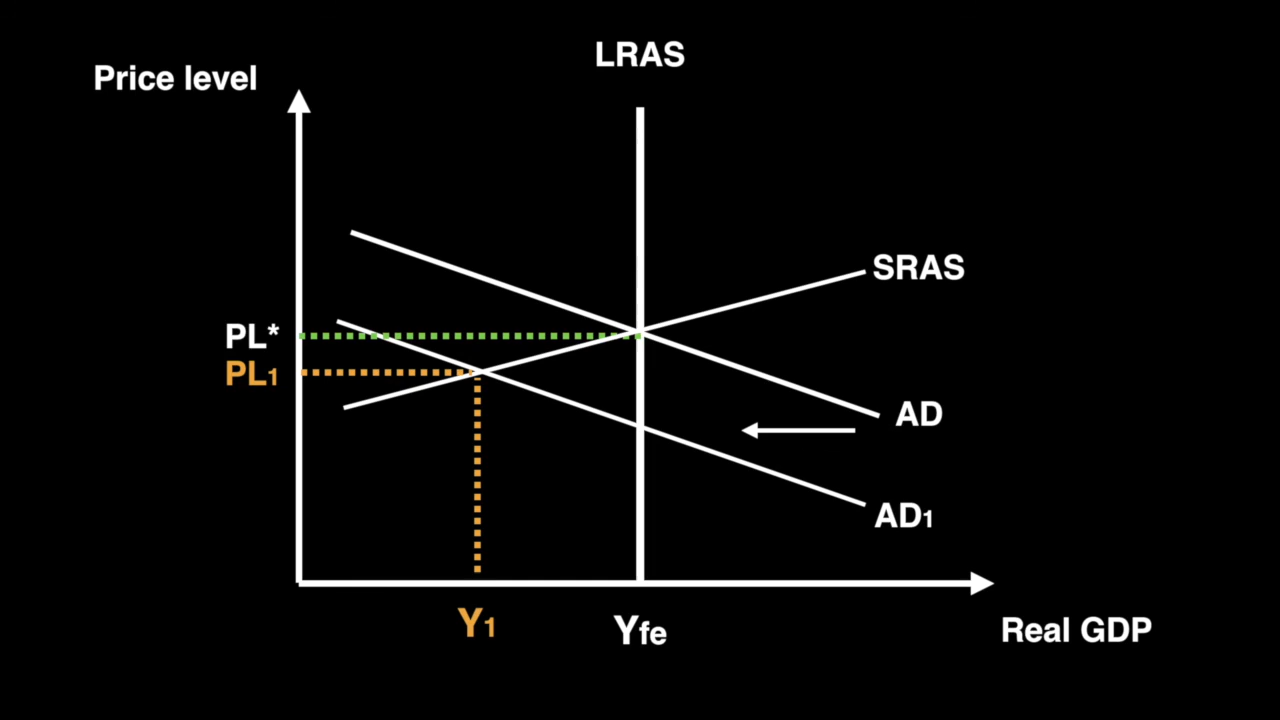 LRAS
Price level
SRAS
PL*
PL1
AD
AD1
Y1
Yfe
Real GDP